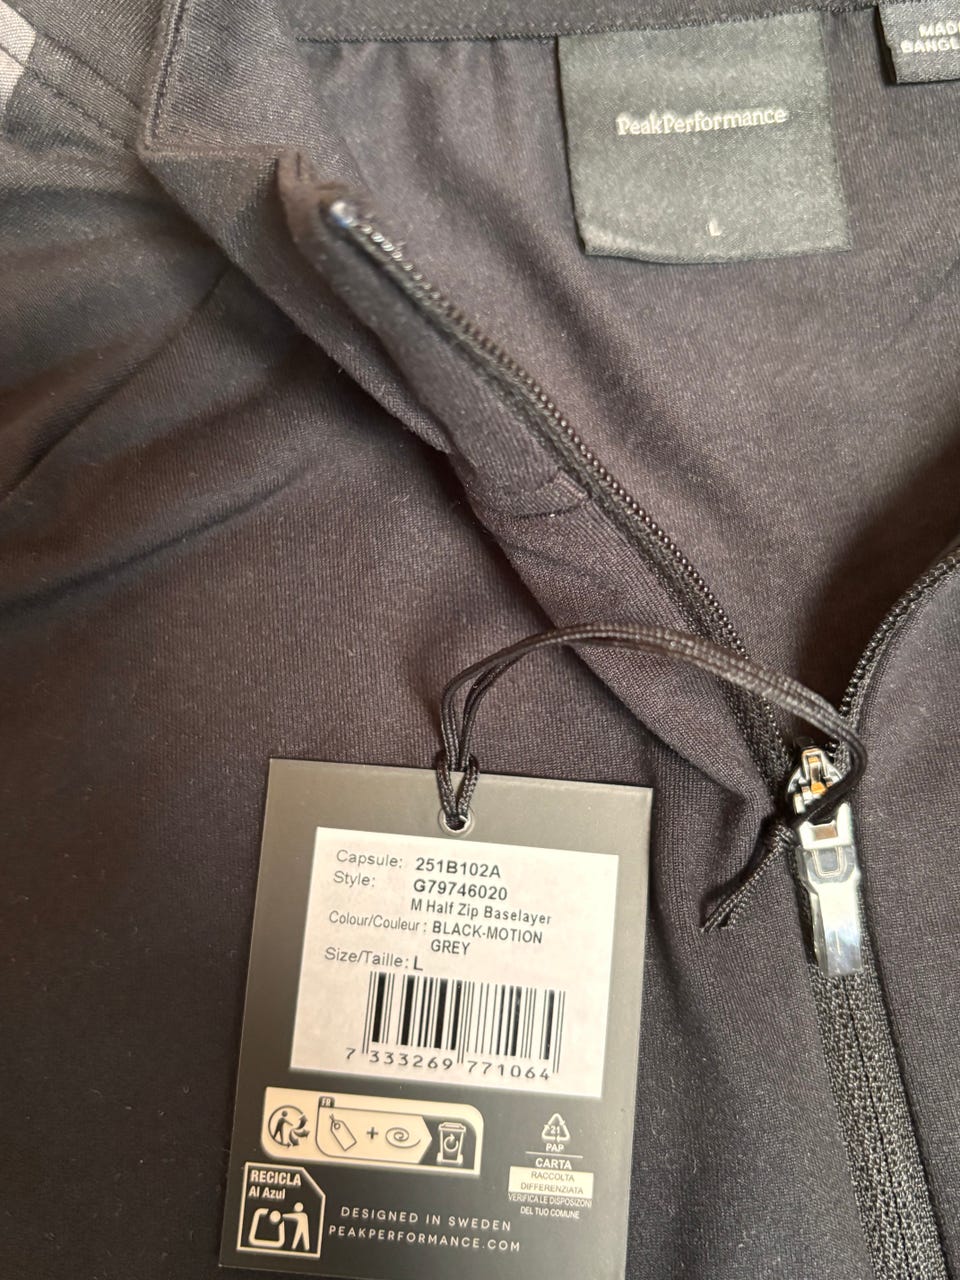 PeakPerformance
L
MADE
BANGL
Capsule: 251B102A
Style: G79746020
M Half Zip Baselayer
Colour/Couleur: BLACK-MOTION
GREY
Size/Taille: L
7 333269 771064
FR
+
21
PAP
CARTA
RACCOLTA
DIFFERENZIATA
VERIFICA LE DISPOSIZIONI
DEL TUO COMUNE
RECICLA
Al Azul
DESIGNED IN SWEDEN
PEAKPERFORMANCE.COM